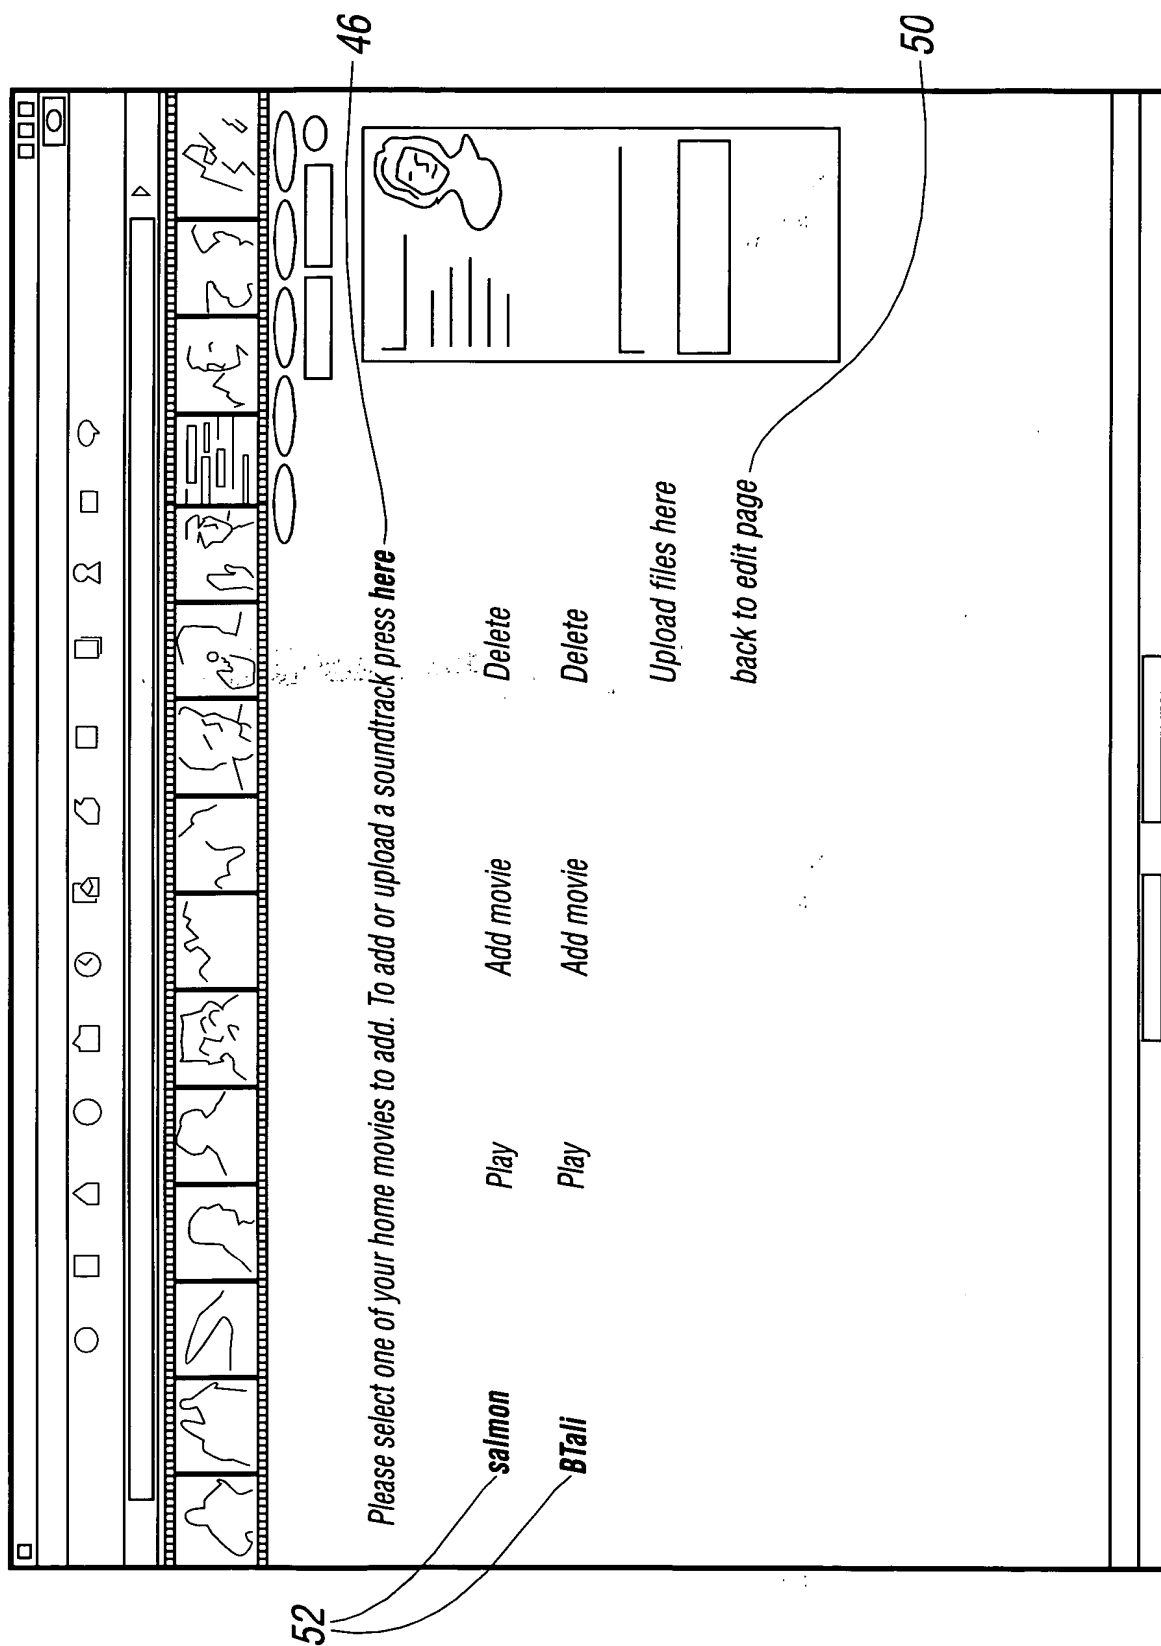 46
Please select one of your home movies to add. To add or upload a soundtrack press here
52
salmon Play Add movie Delete
BTali Play Add movie Delete
Upload files here
back to edit page
50